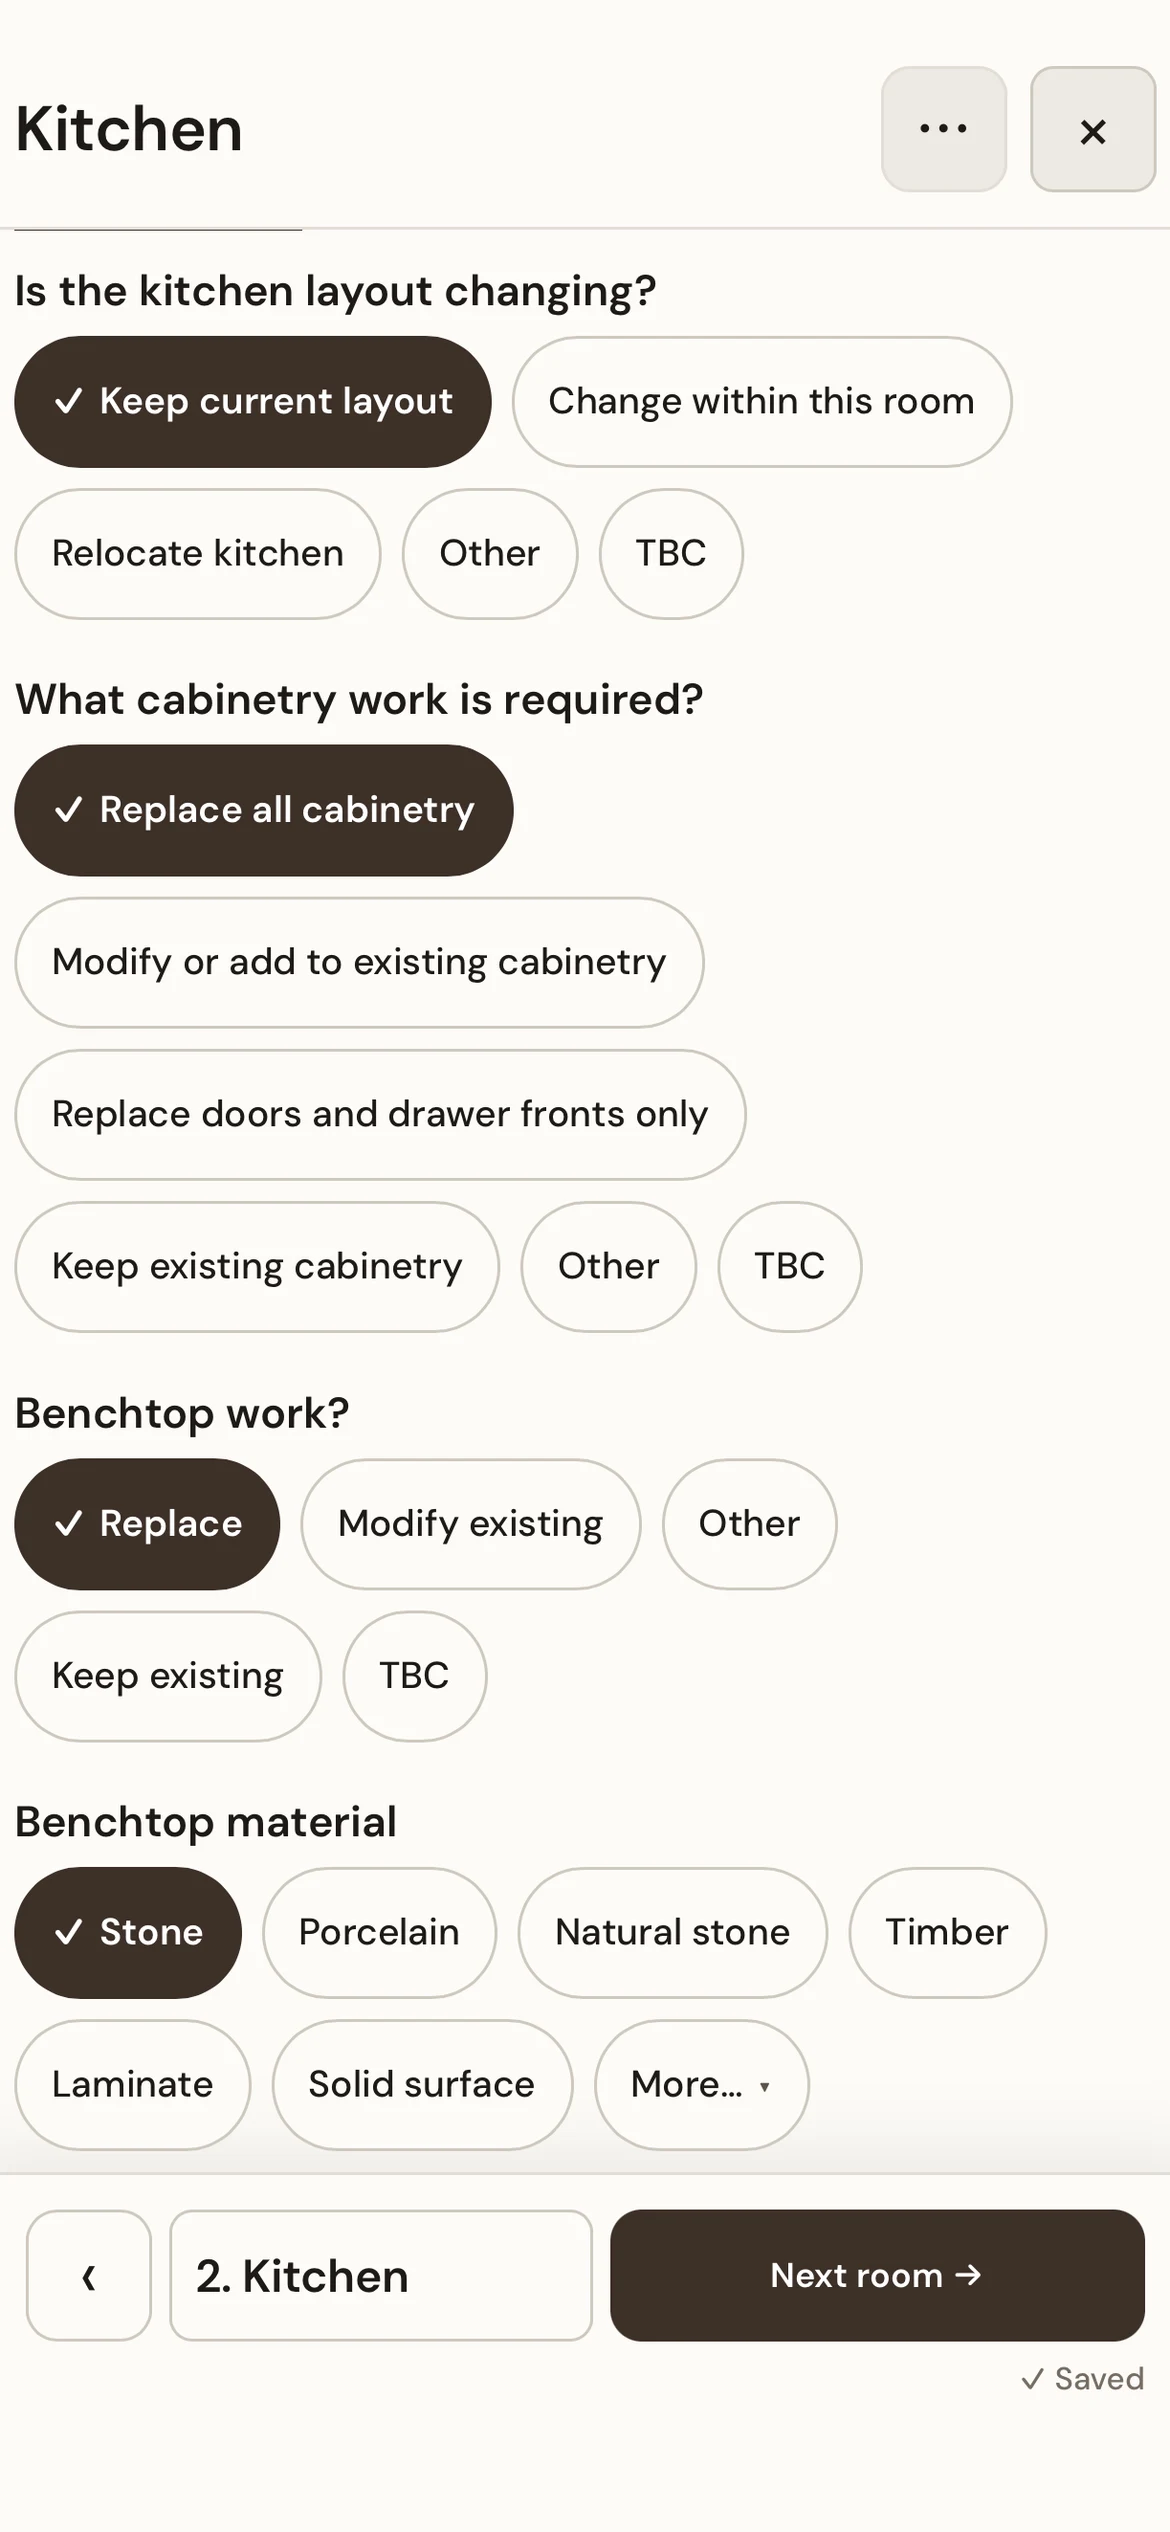 Kitchen
... ×
Is the kitchen layout changing?
✓ Keep current layout
Change within this room
Relocate kitchen
Other
TBC
What cabinetry work is required?
✓ Replace all cabinetry
Modify or add to existing cabinetry
Replace doors and drawer fronts only
Keep existing cabinetry
Other
TBC
Benchtop work?
✓ Replace
Modify existing
Other
Keep existing
TBC
Benchtop material
✓ Stone
Porcelain
Natural stone
Timber
Laminate
Solid surface
More... ▾
‹
2. Kitchen
Next room →
✓ Saved